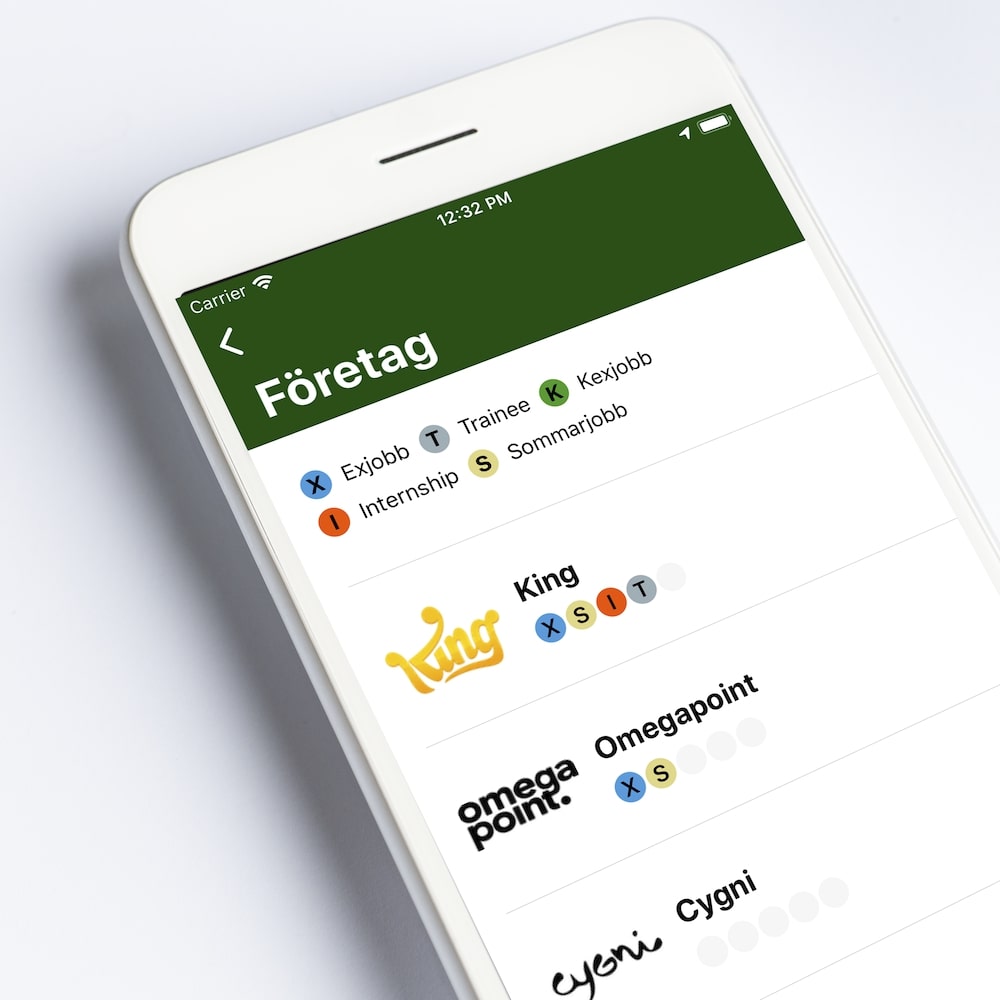 12:32 PM
Carrier
Företag
X Exjobb T Trainee K Kexjobb
I Internship S Sommarjobb
King
King
X S I T
Omegapoint
omega
point.
X S
Cygni
cygni